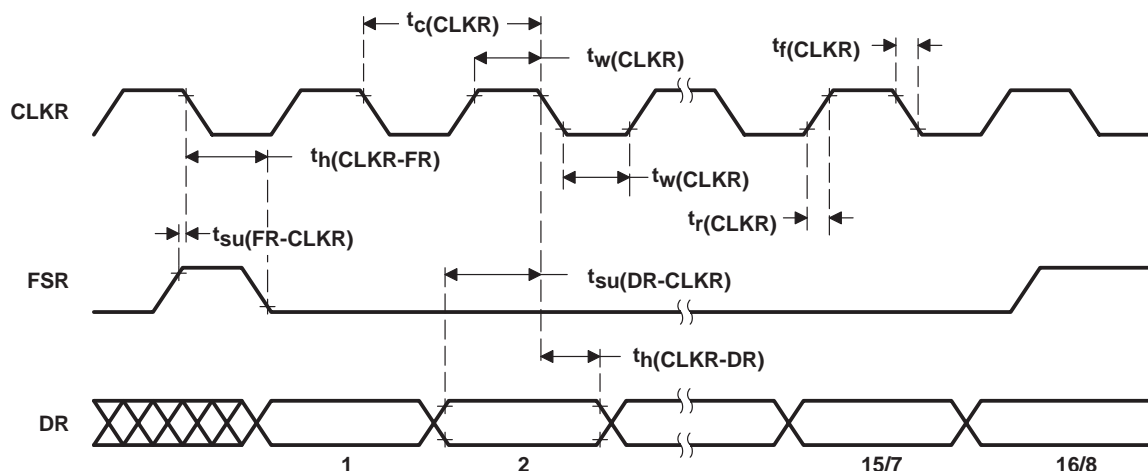 tc(CLKR)
tw(CLKR)
tf(CLKR)
CLKR
th(CLKR-FR)
tw(CLKR)
tr(CLKR)
tsu(FR-CLKR)
FSR
tsu(DR-CLKR)
th(CLKR-DR)
DR
1 2 15/7 16/8